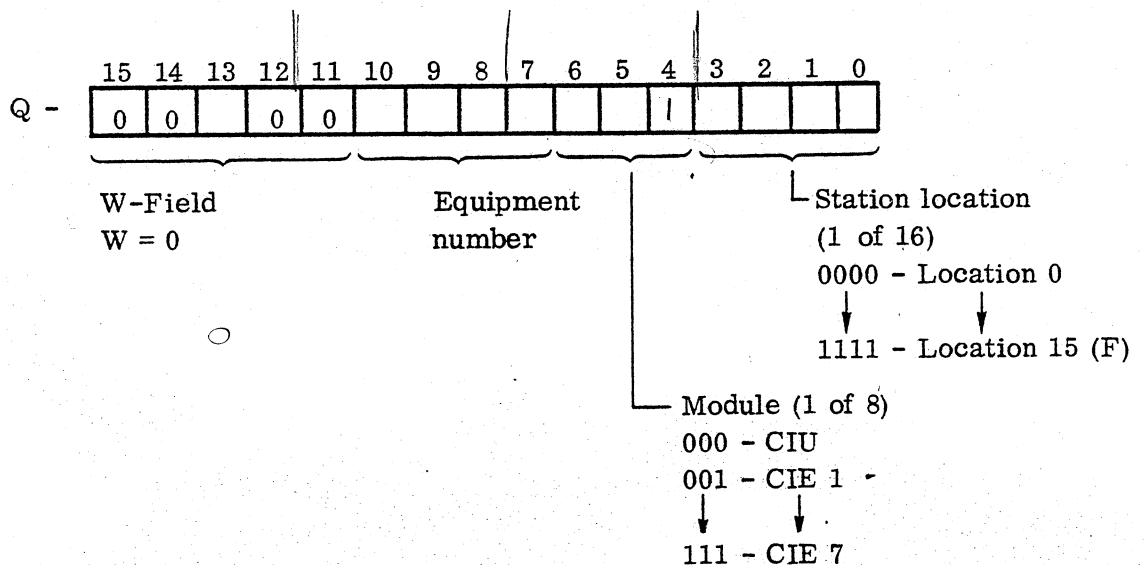 15 14 13 12 11 10 9 8 7 6 5 4 3 2 1 0
Q -
0 0 0 0 1
W-Field
W = 0
Equipment
number
Station location
(1 of 16)
0000 - Location 0
1111 - Location 15 (F)
Module (1 of 8)
000 - CIU
001 - CIE 1
111 - CIE 7